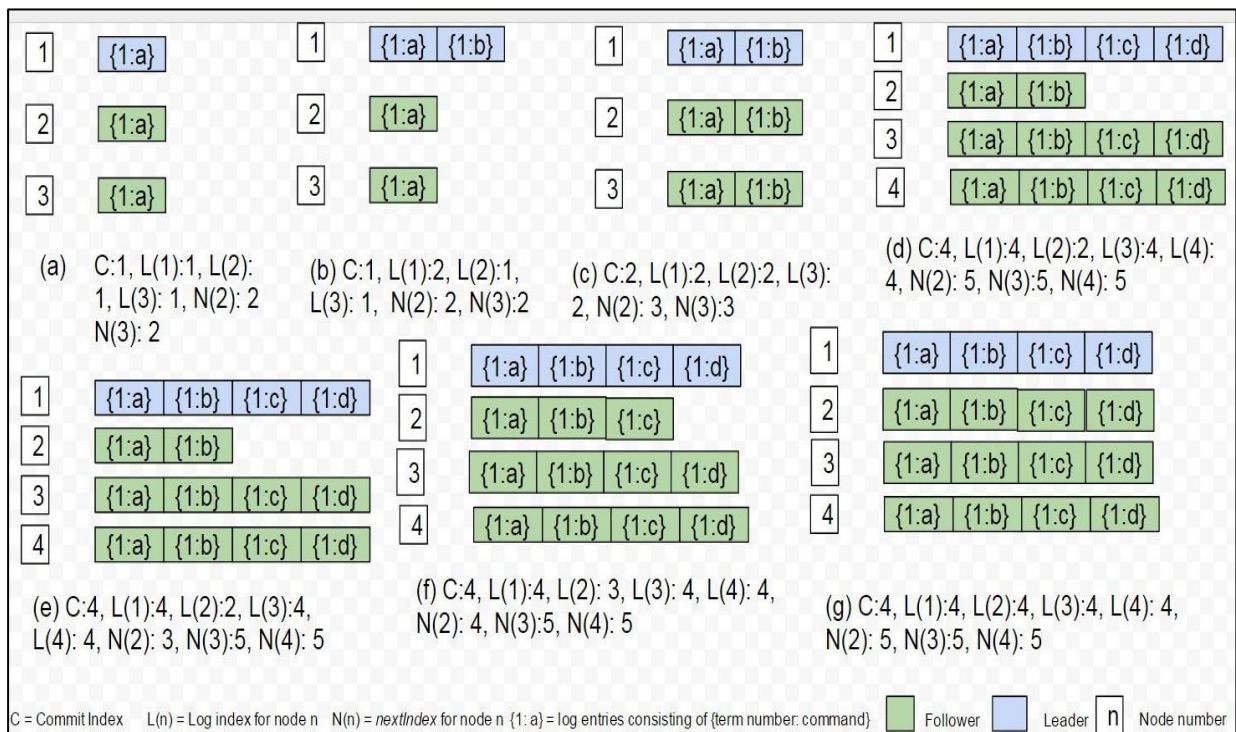 1 {1:a}
2 {1:a}
3 {1:a}
(a) C:1, L(1):1, L(2):
1, L(3): 1, N(2): 2
N(3): 2
1 {1:a} {1:b}
2 {1:a}
3 {1:a}
(b) C:1, L(1):2, L(2):1,
L(3): 1, N(2): 2, N(3):2
1 {1:a} {1:b}
2 {1:a} {1:b}
3 {1:a} {1:b}
(c) C:2, L(1):2, L(2):2, L(3):
2, N(2): 3, N(3):3
1 {1:a} {1:b} {1:c} {1:d}
2 {1:a} {1:b}
3 {1:a} {1:b} {1:c} {1:d}
4 {1:a} {1:b} {1:c} {1:d}
(d) C:4, L(1):4, L(2):2, L(3):4, L(4):
4, N(2): 5, N(3):5, N(4): 5
1 {1:a} {1:b} {1:c} {1:d}
2 {1:a} {1:b}
3 {1:a} {1:b} {1:c} {1:d}
4 {1:a} {1:b} {1:c} {1:d}
(e) C:4, L(1):4, L(2):2, L(3):4,
L(4): 4, N(2): 3, N(3):5, N(4): 5
1 {1:a} {1:b} {1:c} {1:d}
2 {1:a} {1:b} {1:c}
3 {1:a} {1:b} {1:c} {1:d}
4 {1:a} {1:b} {1:c} {1:d}
(f) C:4, L(1):4, L(2): 3, L(3): 4, L(4): 4,
N(2): 4, N(3):5, N(4): 5
1 {1:a} {1:b} {1:c} {1:d}
2 {1:a} {1:b} {1:c} {1:d}
3 {1:a} {1:b} {1:c} {1:d}
4 {1:a} {1:b} {1:c} {1:d}
(g) C:4, L(1):4, L(2):4, L(3):4, L(4): 4,
N(2): 5, N(3):5, N(4): 5
C = Commit Index L(n) = Log index for node n N(n) = nextIndex for node n {1: a} = log entries consisting of {term number: command} Follower Leader n Node number